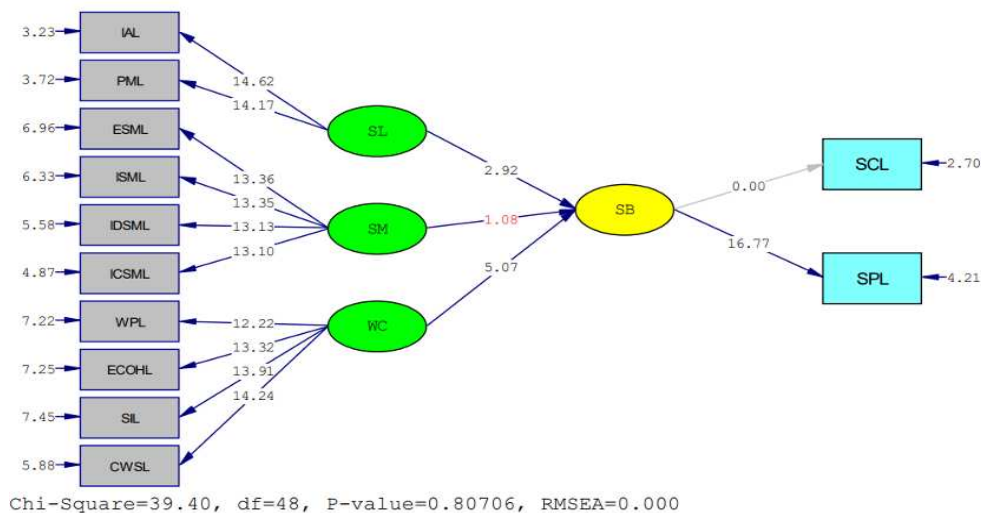 3.23 IAL
3.72 PML
6.96 ESML
6.33 ISML
5.58 IDSML
4.87 ICSML
7.22 WPL
7.25 ECOHL
7.45 SIL
5.88 CWSL
14.62
14.17
13.36
13.35
13.13
13.10
12.22
13.32
13.91
14.24
SL
SM
WC
2.92
1.08
5.07
SB
0.00
16.77
SCL 2.70
SPL 4.21
Chi-Square=39.40, df=48, P-value=0.80706, RMSEA=0.000